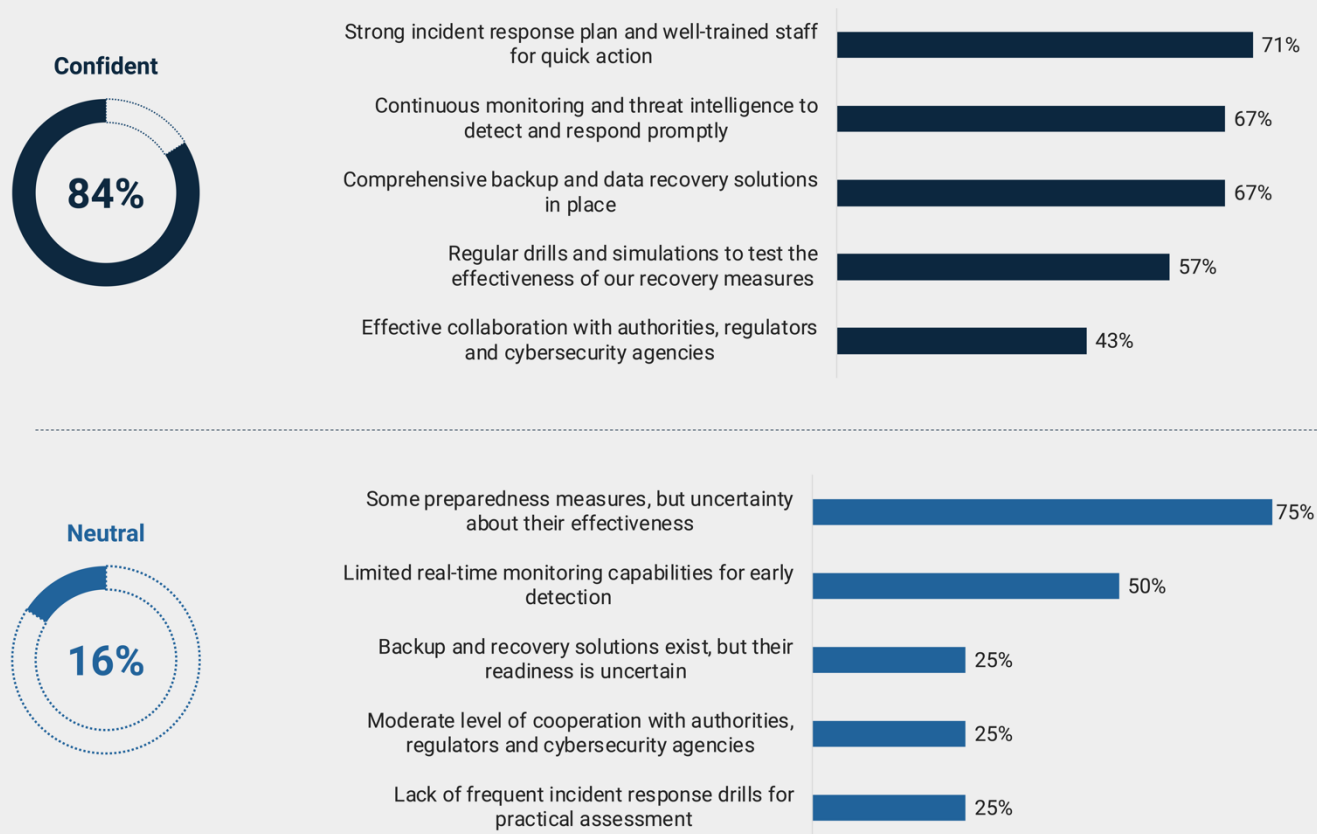 Confident
84%
Strong incident response plan and well-trained staff
for quick action
71%
Continuous monitoring and threat intelligence to
detect and respond promptly
67%
Comprehensive backup and data recovery solutions
in place
67%
Regular drills and simulations to test the
effectiveness of our recovery measures
57%
Effective collaboration with authorities, regulators
and cybersecurity agencies
43%
Neutral
16%
Some preparedness measures, but uncertainty
about their effectiveness
75%
Limited real-time monitoring capabilities for early
detection
50%
Backup and recovery solutions exist, but their
readiness is uncertain
25%
Moderate level of cooperation with authorities,
regulators and cybersecurity agencies
25%
Lack of frequent incident response drills for
practical assessment
25%